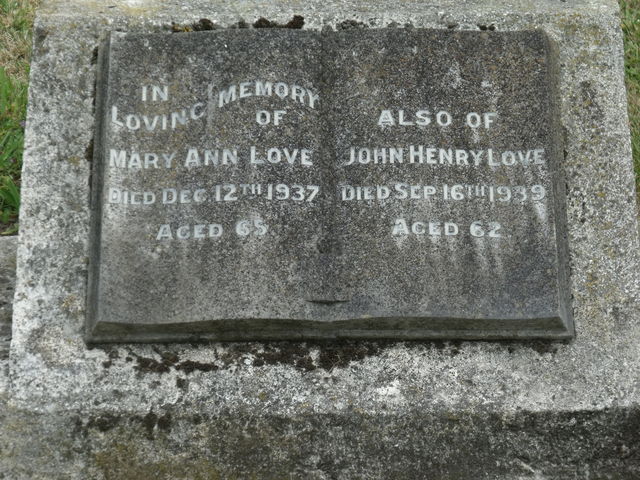 IN
LOVING MEMORY
OF
MARY ANN LOVE
DIED DEC. 12TH 1937
AGED 65.
ALSO OF
JOHN HENRY LOVE
DIED SEP 16TH 1939
AGED 62